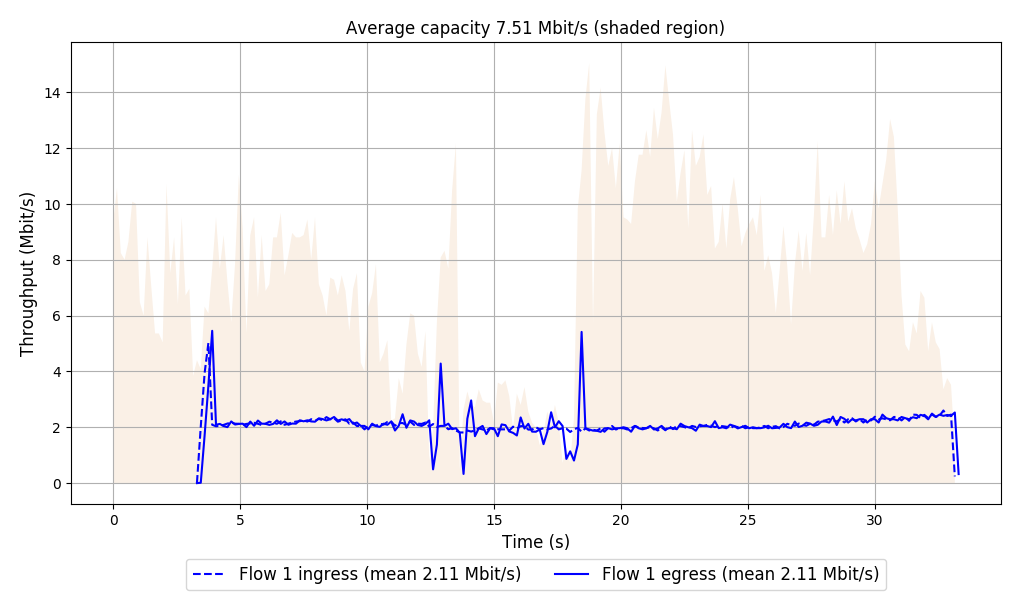 Average capacity 7.51 Mbit/s (shaded region)
Throughput (Mbit/s)
14
12
10
8
6
4
2
0
0 5 10 15 20 25 30
Time (s)
Flow 1 ingress (mean 2.11 Mbit/s) Flow 1 egress (mean 2.11 Mbit/s)